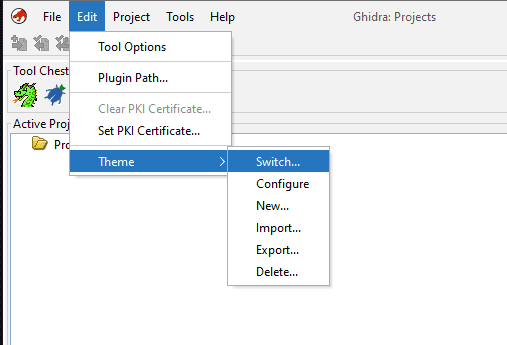 File Edit Project Tools Help Ghidra: Projects
Tool Options
Plugin Path...
Clear PKI Certificate...
Set PKI Certificate...
Theme
Switch...
Configure
New...
Import...
Export...
Delete...
Tool Chest
Active Proj
Pro